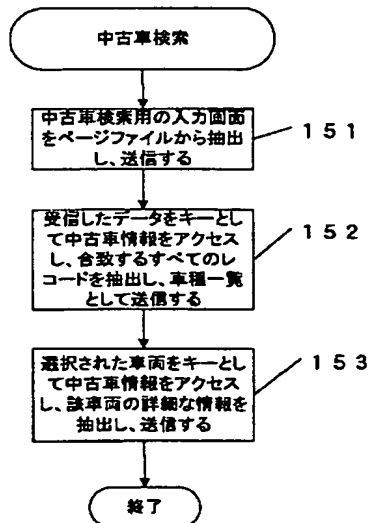 中古車検索
中古車検索用の入力画面
をページファイルから抽出
し、送信する
151
受信したデータをキーとし
て中古車情報をアクセス
し、合致するすべてのレ
コードを抽出し、車種一覧
として送信する
152
選択された車両をキーとし
て中古車情報をアクセス
し、該車両の詳細な情報を
抽出し、送信する
153
終了